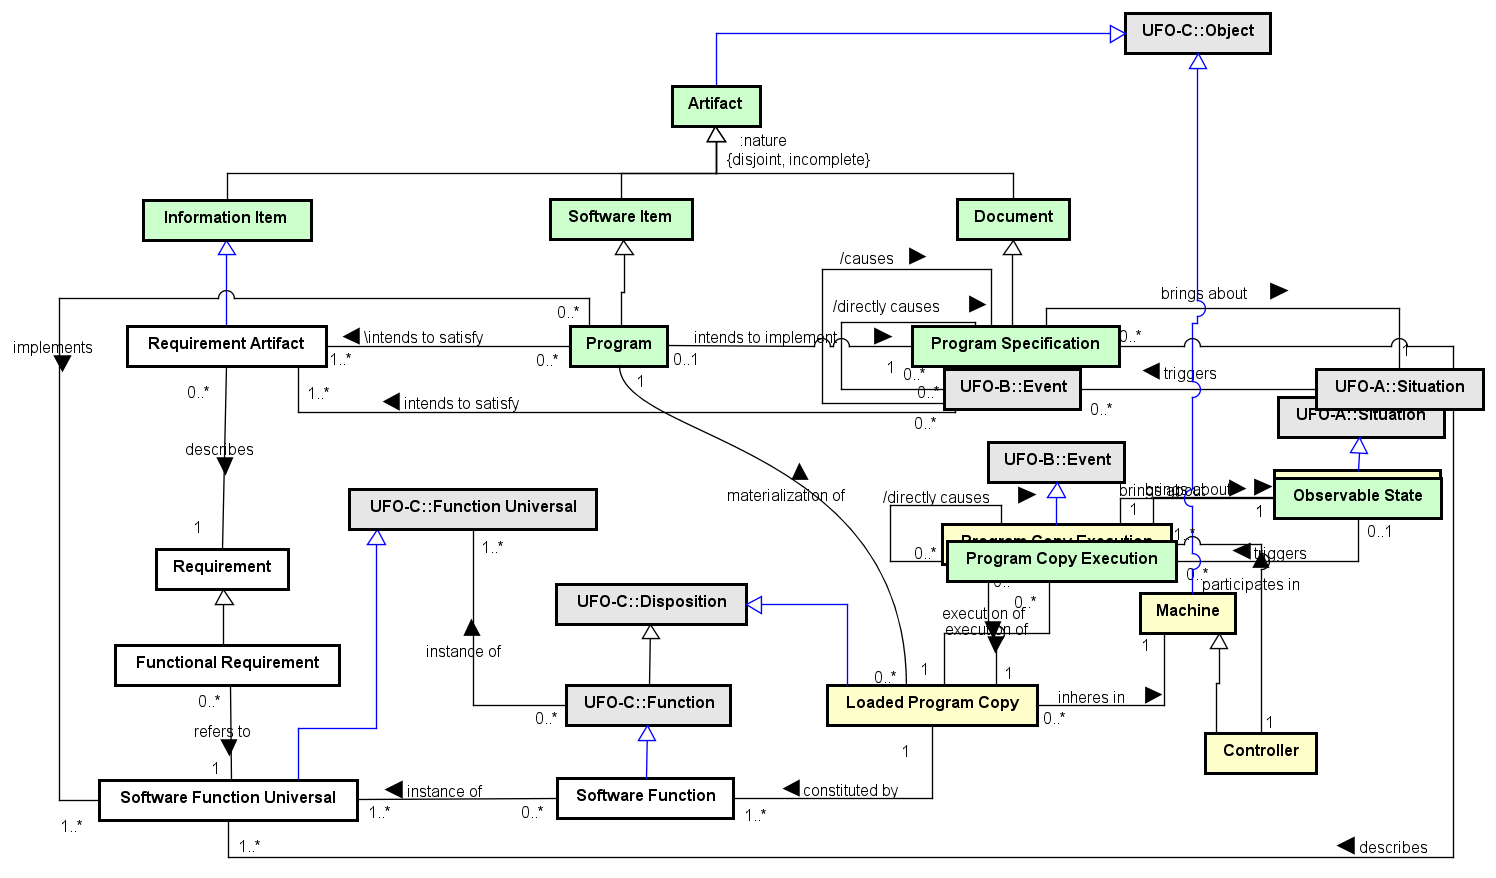 UFO-C::Object
Artifact
:nature
{disjoint, incomplete}
Information Item
Software Item
Document
/causes
/directly causes
brings about
0..*
implements
Requirement Artifact
1..*
\intends to satisfy
0..*
Program
0..1
intends to implement
1
Program Specification
0..*
1
0..*
UFO-B::Event
triggers
UFO-A::Situation
0..*
1..*
intends to satisfy
1
0..*
0..*
0..*
UFO-A::Situation
describes
UFO-B::Event
materialization of
UFO-C::Function Universal
/directly causes
brings about
brings about
Observable State
1
1
1
1..*
1..*
0..1
Program Copy Execution
0..*
Program Copy Execution
triggers
Requirement
0..*
0..*
participates in
UFO-C::Disposition
0..*
execution of
execution of
Machine
instance of
1
Functional Requirement
0..*
1
1
0..*
UFO-C::Function
0..*
Loaded Program Copy
0..*
inheres in
refers to
1
1
Controller
1
Software Function Universal
1..*
instance of
0..*
Software Function
1..*
constituted by
1..*
1..*
describes